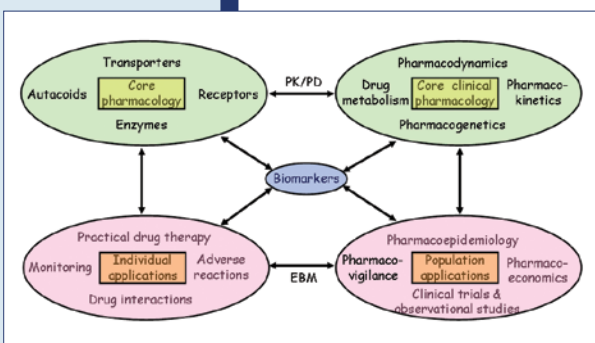 Transporters
Autacoids
Core
pharmacology
Receptors
Enzymes
PK/PD
Pharmacodynamics
Drug
metabolism
Core clinical
pharmacology
Pharmaco-
kinetics
Pharmacogenetics
Biomarkers
Practical drug therapy
Monitoring
Individual
applications
Adverse
reactions
Drug interactions
EBM
Pharmacoepidemiology
Pharmaco-
vigilance
Population
applications
Pharmaco-
economics
Clinical trials &
observational studies